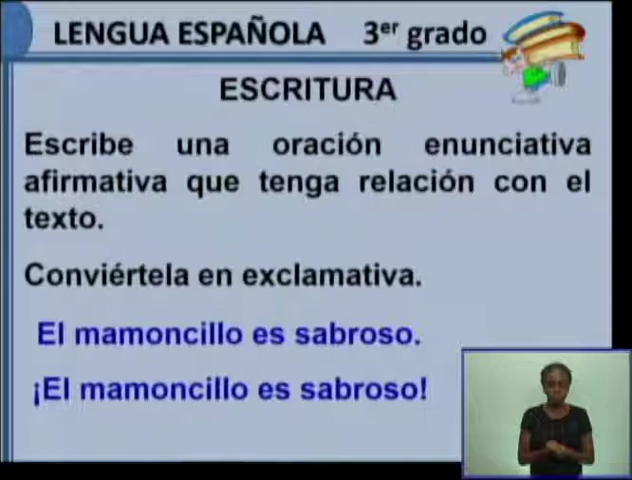 LENGUA ESPAÑOLA 3er grado
ESCRITURA
Escribe una oración enunciativa
afirmativa que tenga relación con el
texto.
Conviértela en exclamativa.
El mamoncillo es sabroso.
¡El mamoncillo es sabroso!